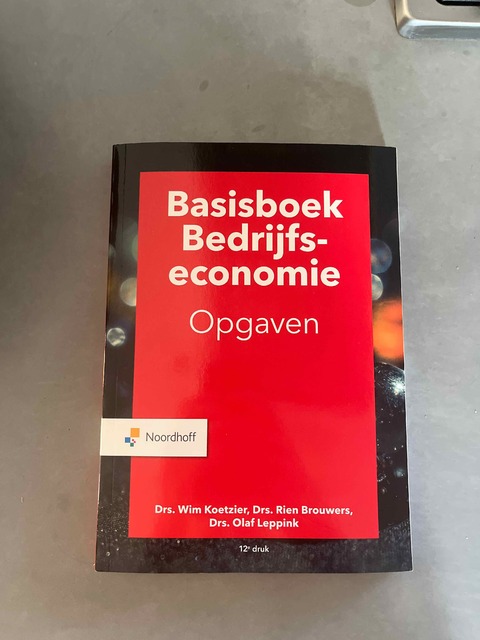 Basisboek
Bedrijfs-
economie
Opgaven
Noordhoff
Drs. Wim Koetzier, Drs. Rien Brouwers,
Drs. Olaf Leppink
12e druk